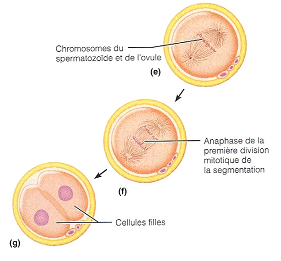 Chromosomes du
spermatozoïde et de l'ovule
(e)
Anaphase de la
première division
mitotique de
la segmentation
(f)
Cellules filles
(g)